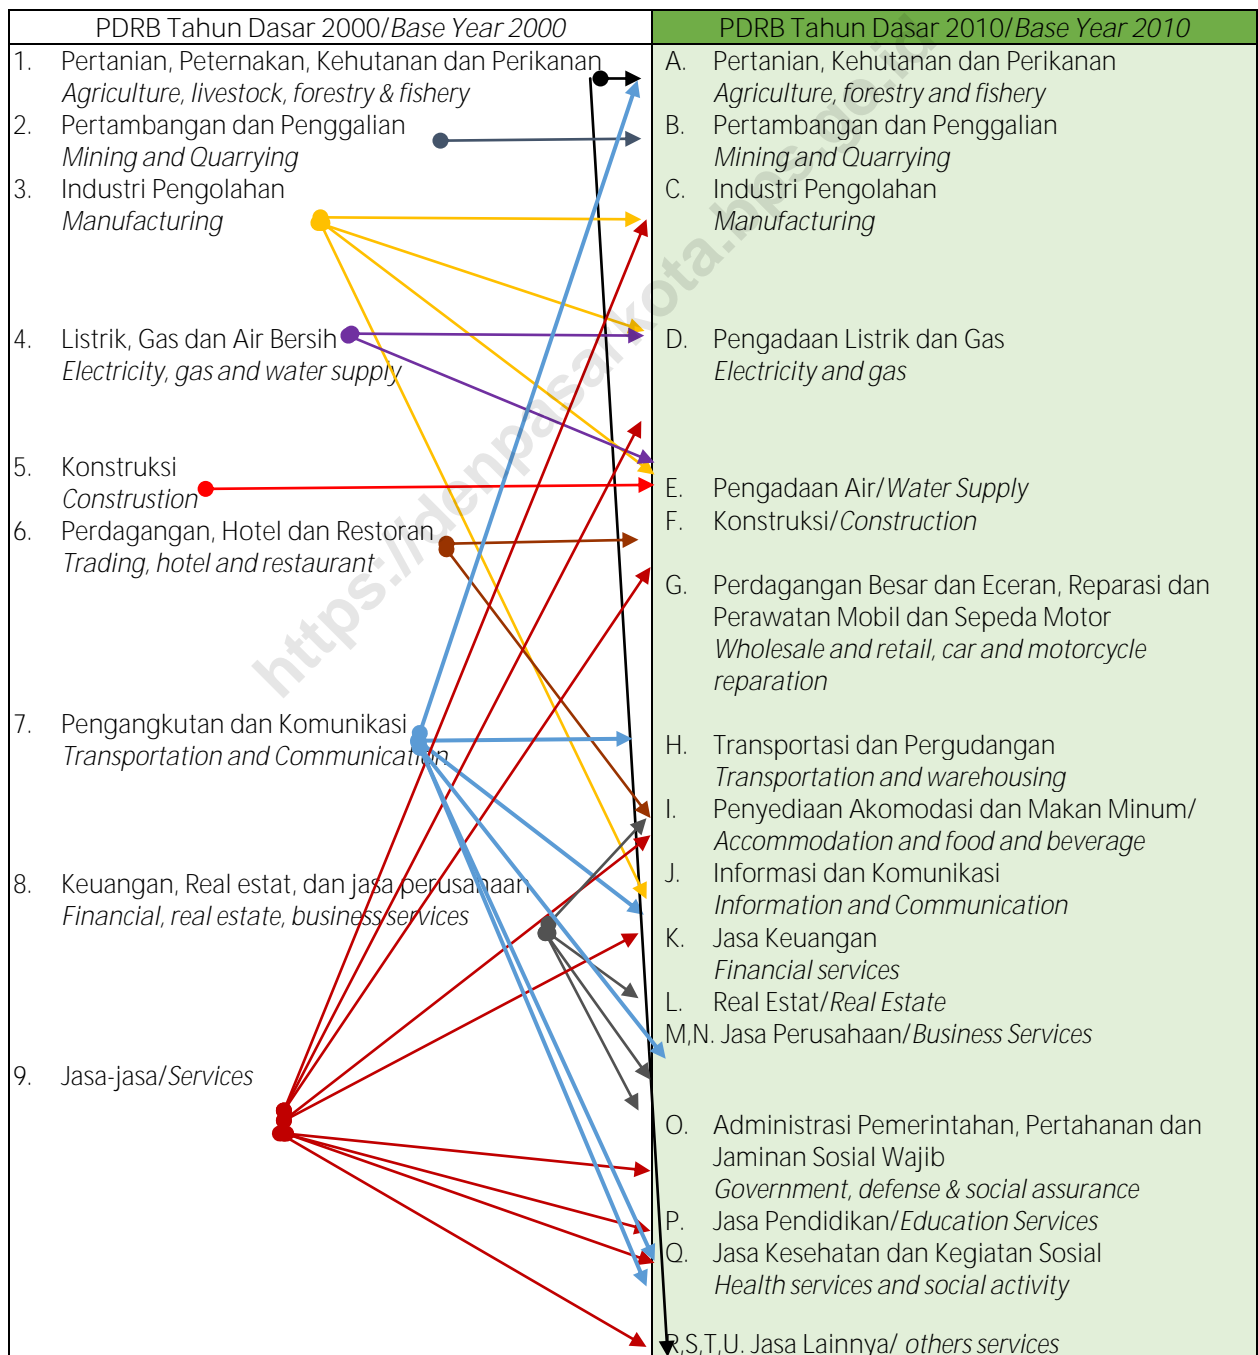 PDRB Tahun Dasar 2000/Base Year 2000
1. Pertanian, Peternakan, Kehutanan dan Perikanan
Agriculture, livestock, forestry & fishery
2. Pertambangan dan Penggalian
Mining and Quarrying
3. Industri Pengolahan
Manufacturing
4. Listrik, Gas dan Air Bersih
Electricity, gas and water supply
5. Konstruksi
Construstion
6. Perdagangan, Hotel dan Restoran
Trading, hotel and restaurant
7. Pengangkutan dan Komunikasi
Transportation and Communication
8. Keuangan, Real estat, dan jasa perusahaan
Financial, real estate, business services
9. Jasa-jasa/Services
PDRB Tahun Dasar 2010/Base Year 2010
A. Pertanian, Kehutanan dan Perikanan
Agriculture, forestry and fishery
B. Pertambangan dan Penggalian
Mining and Quarrying
C. Industri Pengolahan
Manufacturing
D. Pengadaan Listrik dan Gas
Electricity and gas
E. Pengadaan Air/Water Supply
F. Konstruksi/Construction
G. Perdagangan Besar dan Eceran, Reparasi dan
Perawatan Mobil dan Sepeda Motor
Wholesale and retail, car and motorcycle
reparation
H. Transportasi dan Pergudangan
Transportation and warehousing
I. Penyediaan Akomodasi dan Makan Minum/
Accommodation and food and beverage
J. Informasi dan Komunikasi
Information and Communication
K. Jasa Keuangan
Financial services
L. Real Estat/Real Estate
M,N. Jasa Perusahaan/Business Services
O. Administrasi Pemerintahan, Pertahanan dan
Jaminan Sosial Wajib
Government, defense & social assurance
P. Jasa Pendidikan/Education Services
Q. Jasa Kesehatan dan Kegiatan Sosial
Health services and social activity
R,S,T,U. Jasa Lainnya/ others services
https://denpasarkota.bps.go.id